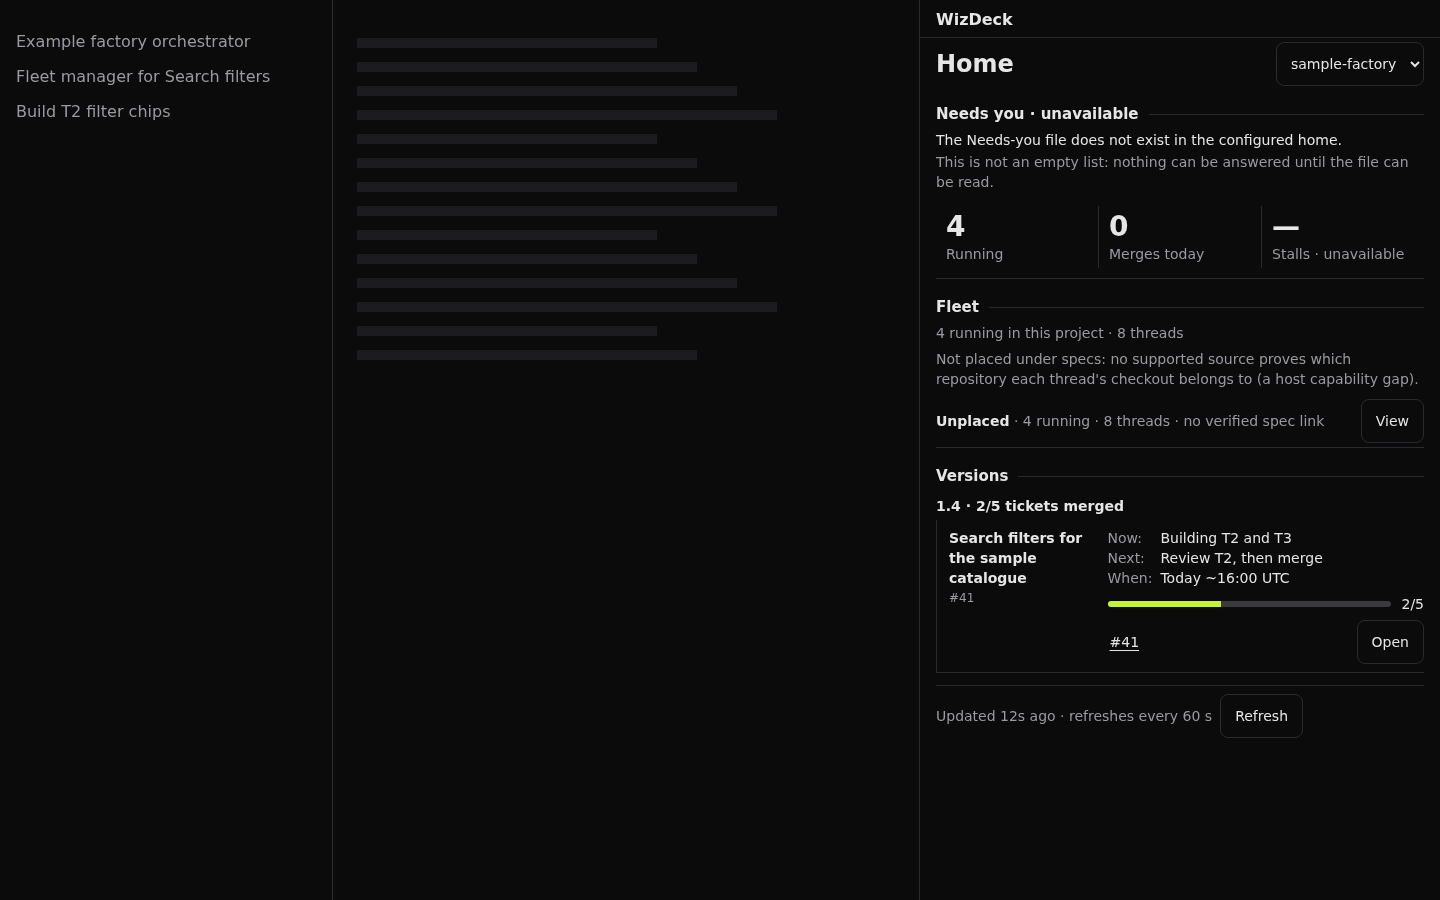 Example factory orchestrator
Fleet manager for Search filters
Build T2 filter chips
WizDeck
Home
sample-factory
Needs you · unavailable
The Needs-you file does not exist in the configured home.
This is not an empty list: nothing can be answered until the file can
be read.
4
Running
0
Merges today
—
Stalls · unavailable
Fleet
4 running in this project · 8 threads
Not placed under specs: no supported source proves which
repository each thread's checkout belongs to (a host capability gap).
Unplaced · 4 running · 8 threads · no verified spec link
View
Versions
1.4 · 2/5 tickets merged
Search filters for
the sample
catalogue
#41
Now: Building T2 and T3
Next: Review T2, then merge
When: Today ~16:00 UTC
2/5
#41
Open
Updated 12s ago · refreshes every 60 s
Refresh